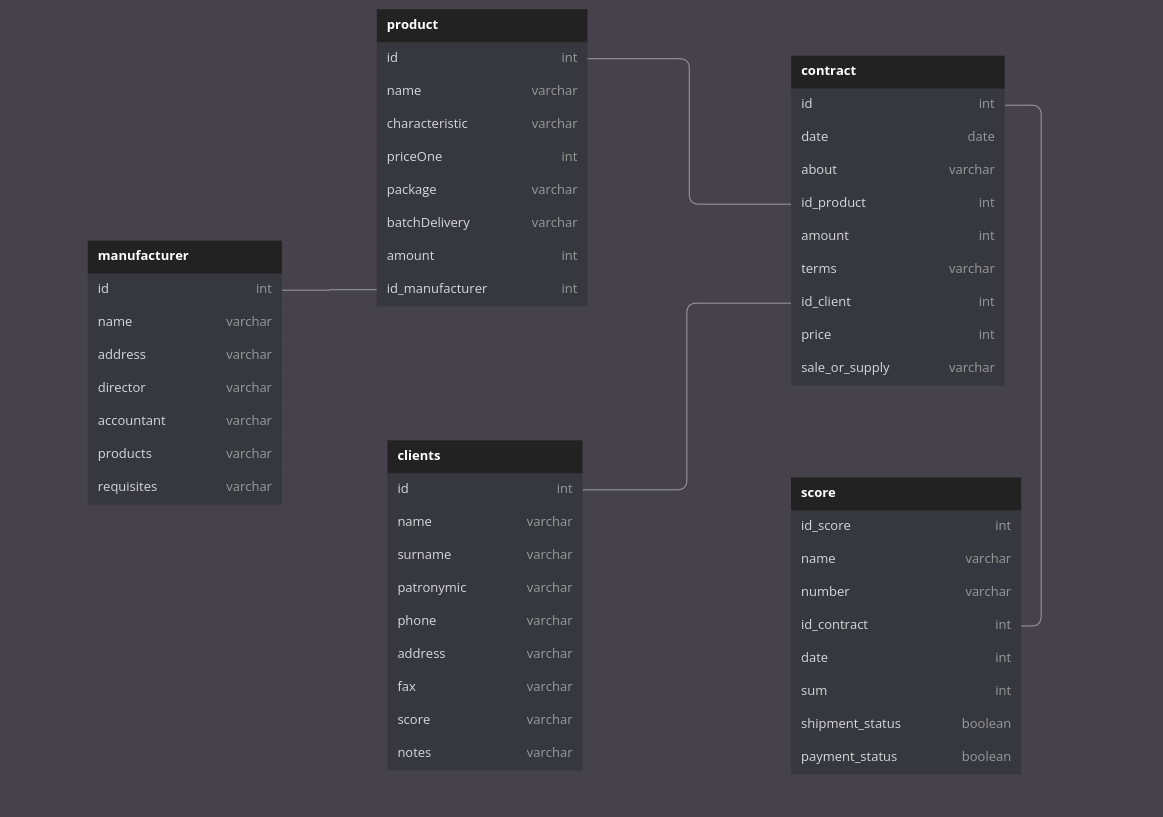 product
id int
name varchar
characteristic varchar
priceOne int
package varchar
batchDelivery varchar
amount int
id_manufacturer int
contract
id int
date date
about varchar
id_product int
amount int
terms varchar
id_client int
price int
sale_or_supply varchar
manufacturer
id int
name varchar
address varchar
director varchar
accountant varchar
products varchar
requisites varchar
clients
id int
name varchar
surname varchar
patronymic varchar
phone varchar
address varchar
fax varchar
score varchar
notes varchar
score
id_score int
name varchar
number varchar
id_contract int
date int
sum int
shipment_status boolean
payment_status boolean